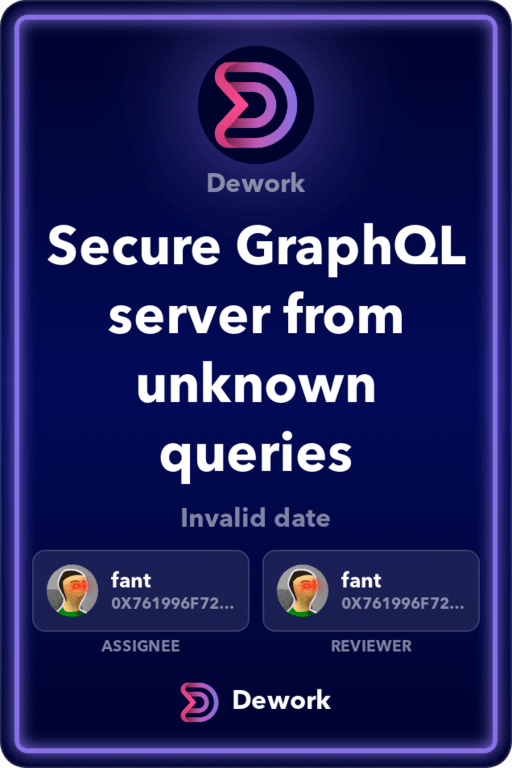 Dework
Secure GraphQL
server from
unknown
queries
Invalid date
fant
0X761996F72...
ASSIGNEE
fant
0X761996F72...
REVIEWER
Dework